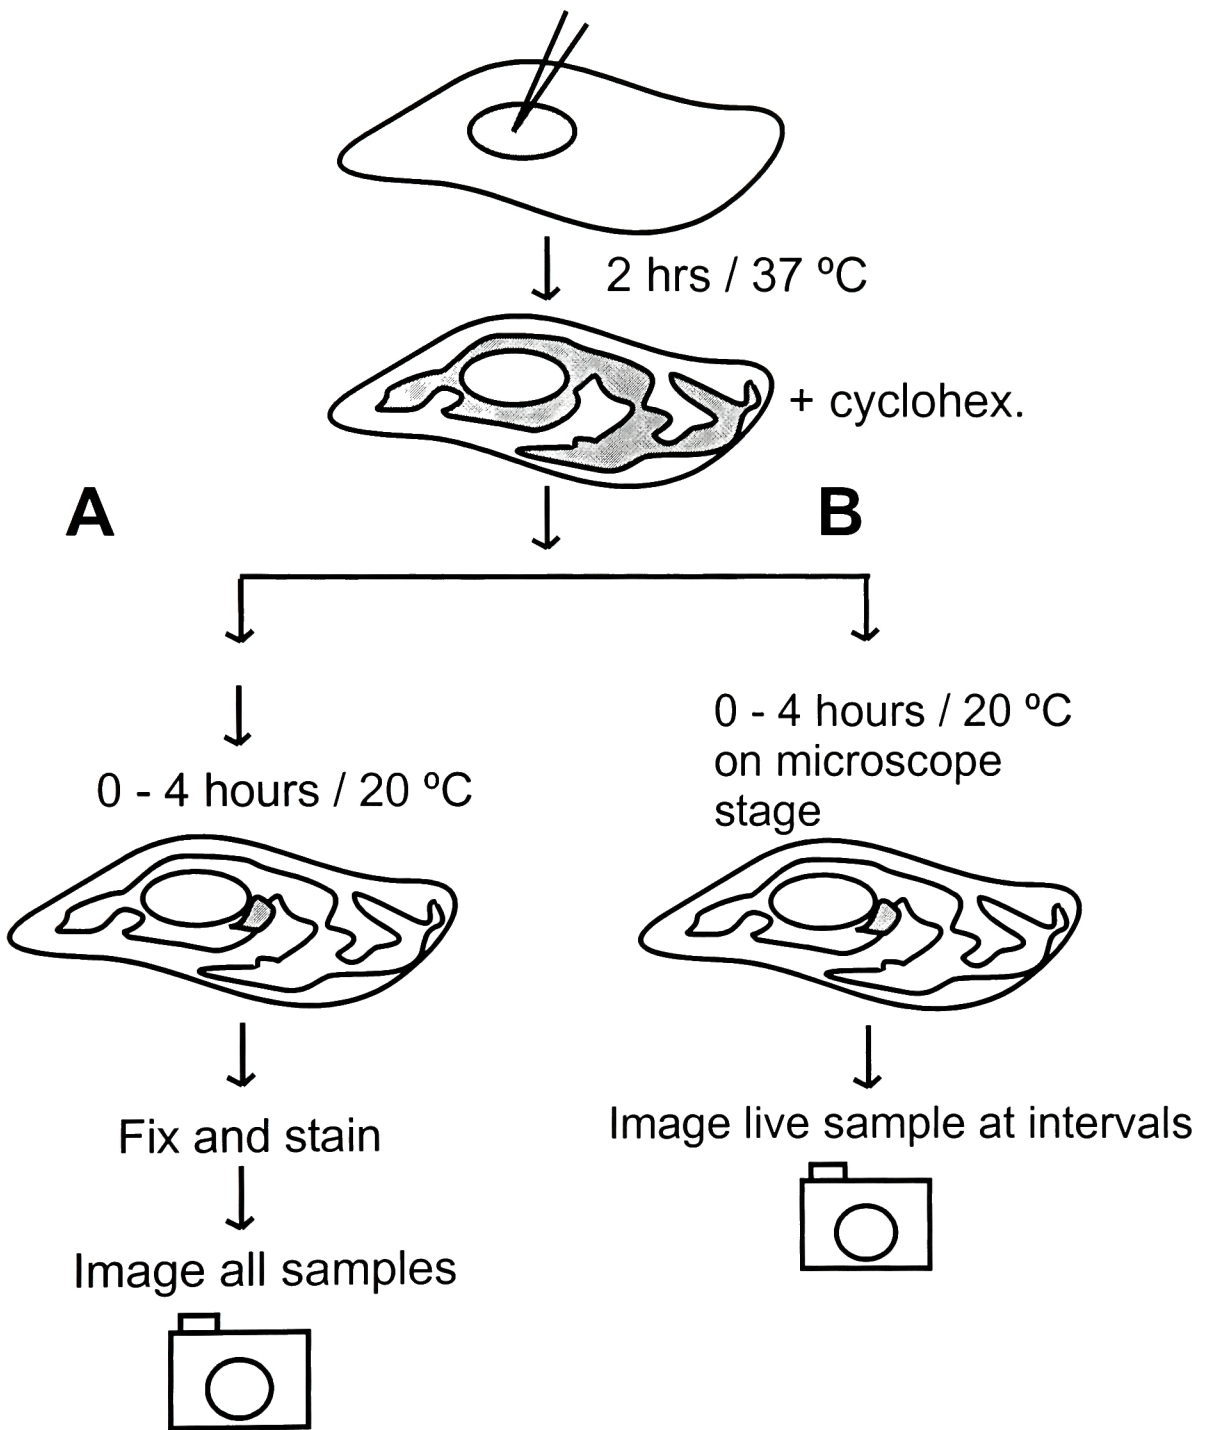 2 hrs / 37 ºC
+ cyclohex.
A
B
0 - 4 hours / 20 ºC
0 - 4 hours / 20 ºC
on microscope
stage
Fix and stain
Image all samples
Image live sample at intervals